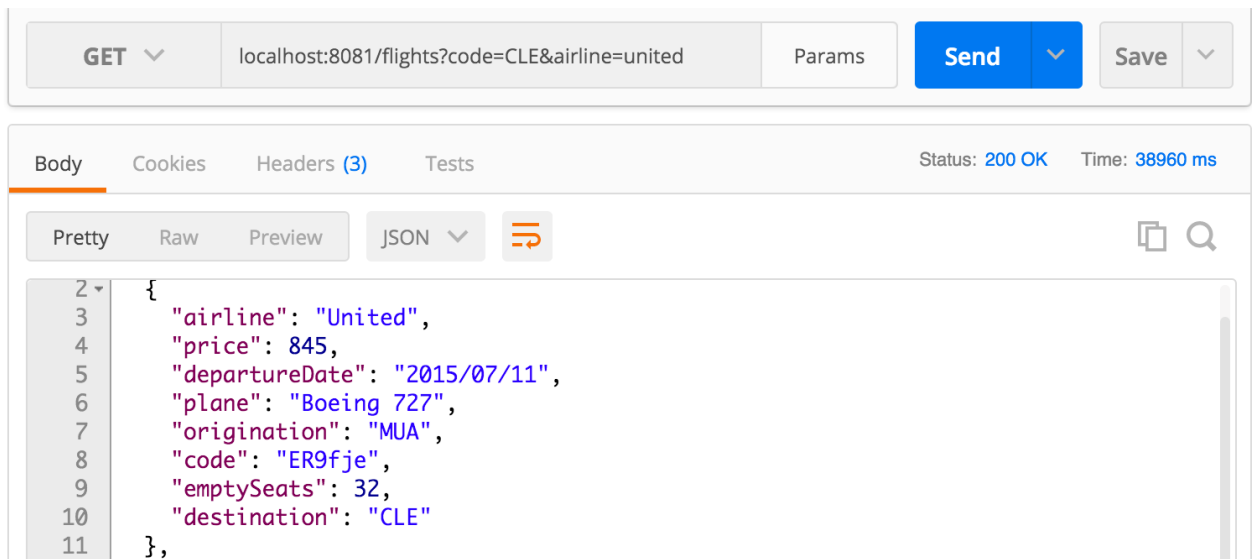 GET localhost:8081/flights?code=CLE&airline=united Params Send Save
Body Cookies Headers (3) Tests Status: 200 OK Time: 38960 ms
Pretty Raw Preview JSON
2 {
3 "airline": "United",
4 "price": 845,
5 "departureDate": "2015/07/11",
6 "plane": "Boeing 727",
7 "origination": "MUA",
8 "code": "ER9fje",
9 "emptySeats": 32,
10 "destination": "CLE"
11 },